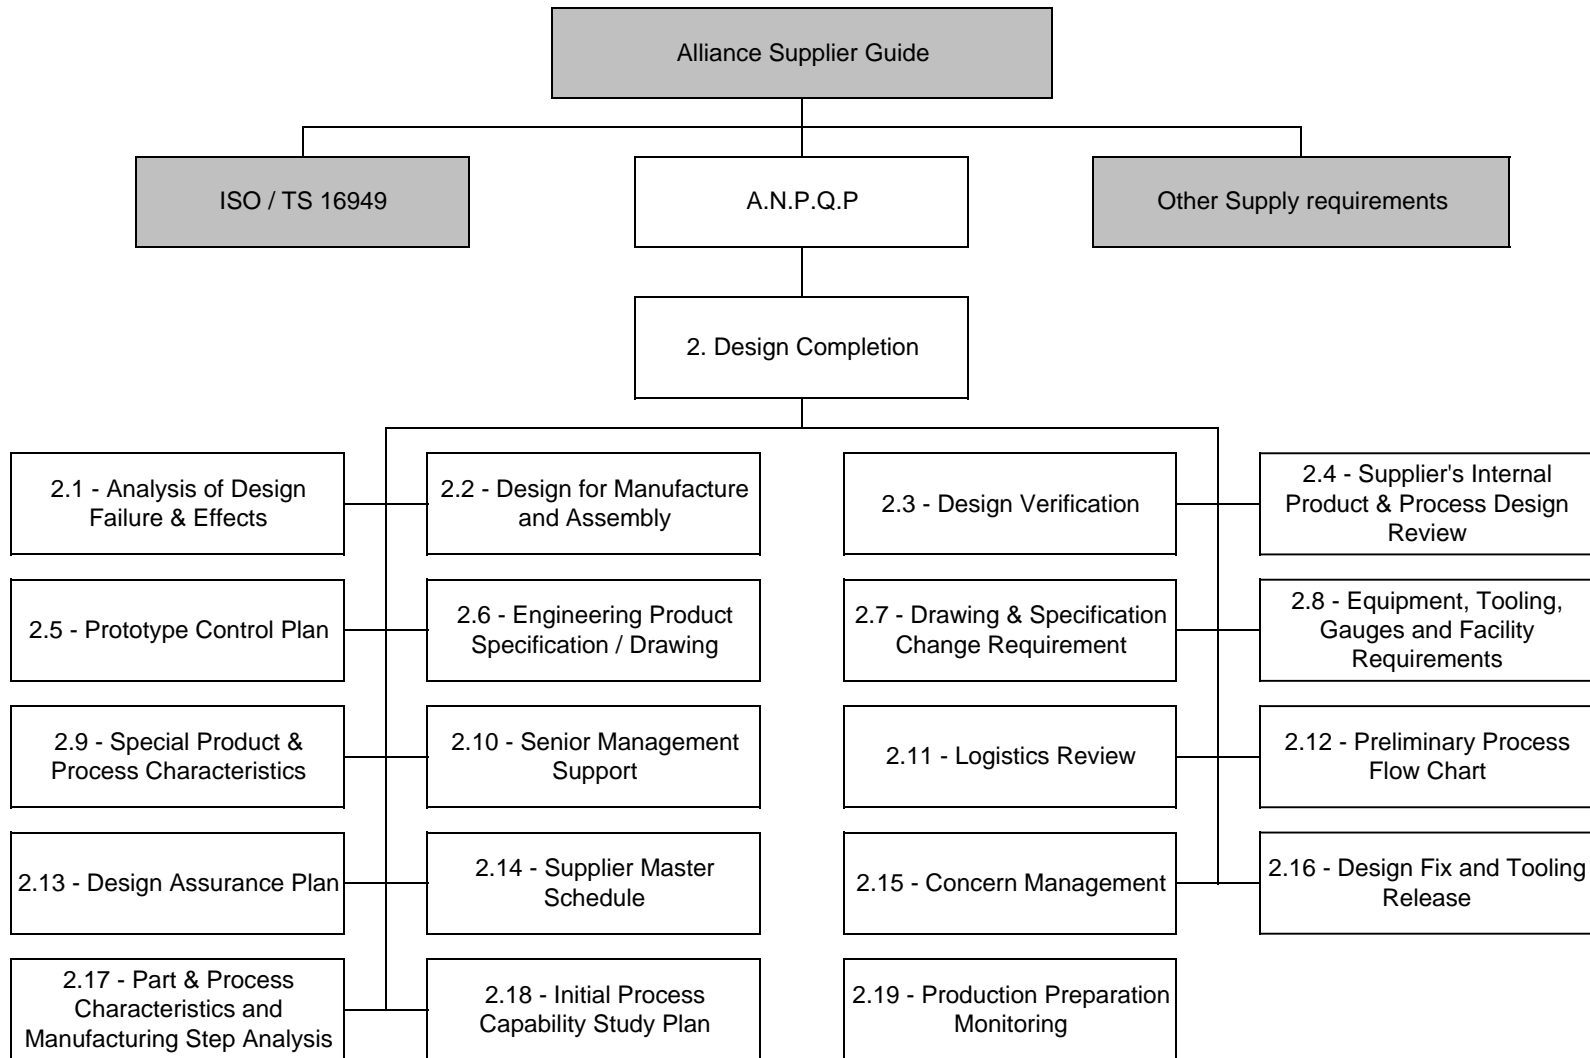 Alliance Supplier Guide
ISO / TS 16949
A.N.P.Q.P
Other Supply requirements
2. Design Completion
2.1 - Analysis of Design
Failure & Effects
2.2 - Design for Manufacture
and Assembly
2.3 - Design Verification
2.4 - Supplier's Internal
Product & Process Design
Review
2.5 - Prototype Control Plan
2.6 - Engineering Product
Specification / Drawing
2.7 - Drawing & Specification
Change Requirement
2.8 - Equipment, Tooling,
Gauges and Facility
Requirements
2.9 - Special Product &
Process Characteristics
2.10 - Senior Management
Support
2.11 - Logistics Review
2.12 - Preliminary Process
Flow Chart
2.13 - Design Assurance Plan
2.14 - Supplier Master
Schedule
2.15 - Concern Management
2.16 - Design Fix and Tooling
Release
2.17 - Part & Process
Characteristics and
Manufacturing Step Analysis
2.18 - Initial Process
Capability Study Plan
2.19 - Production Preparation
Monitoring